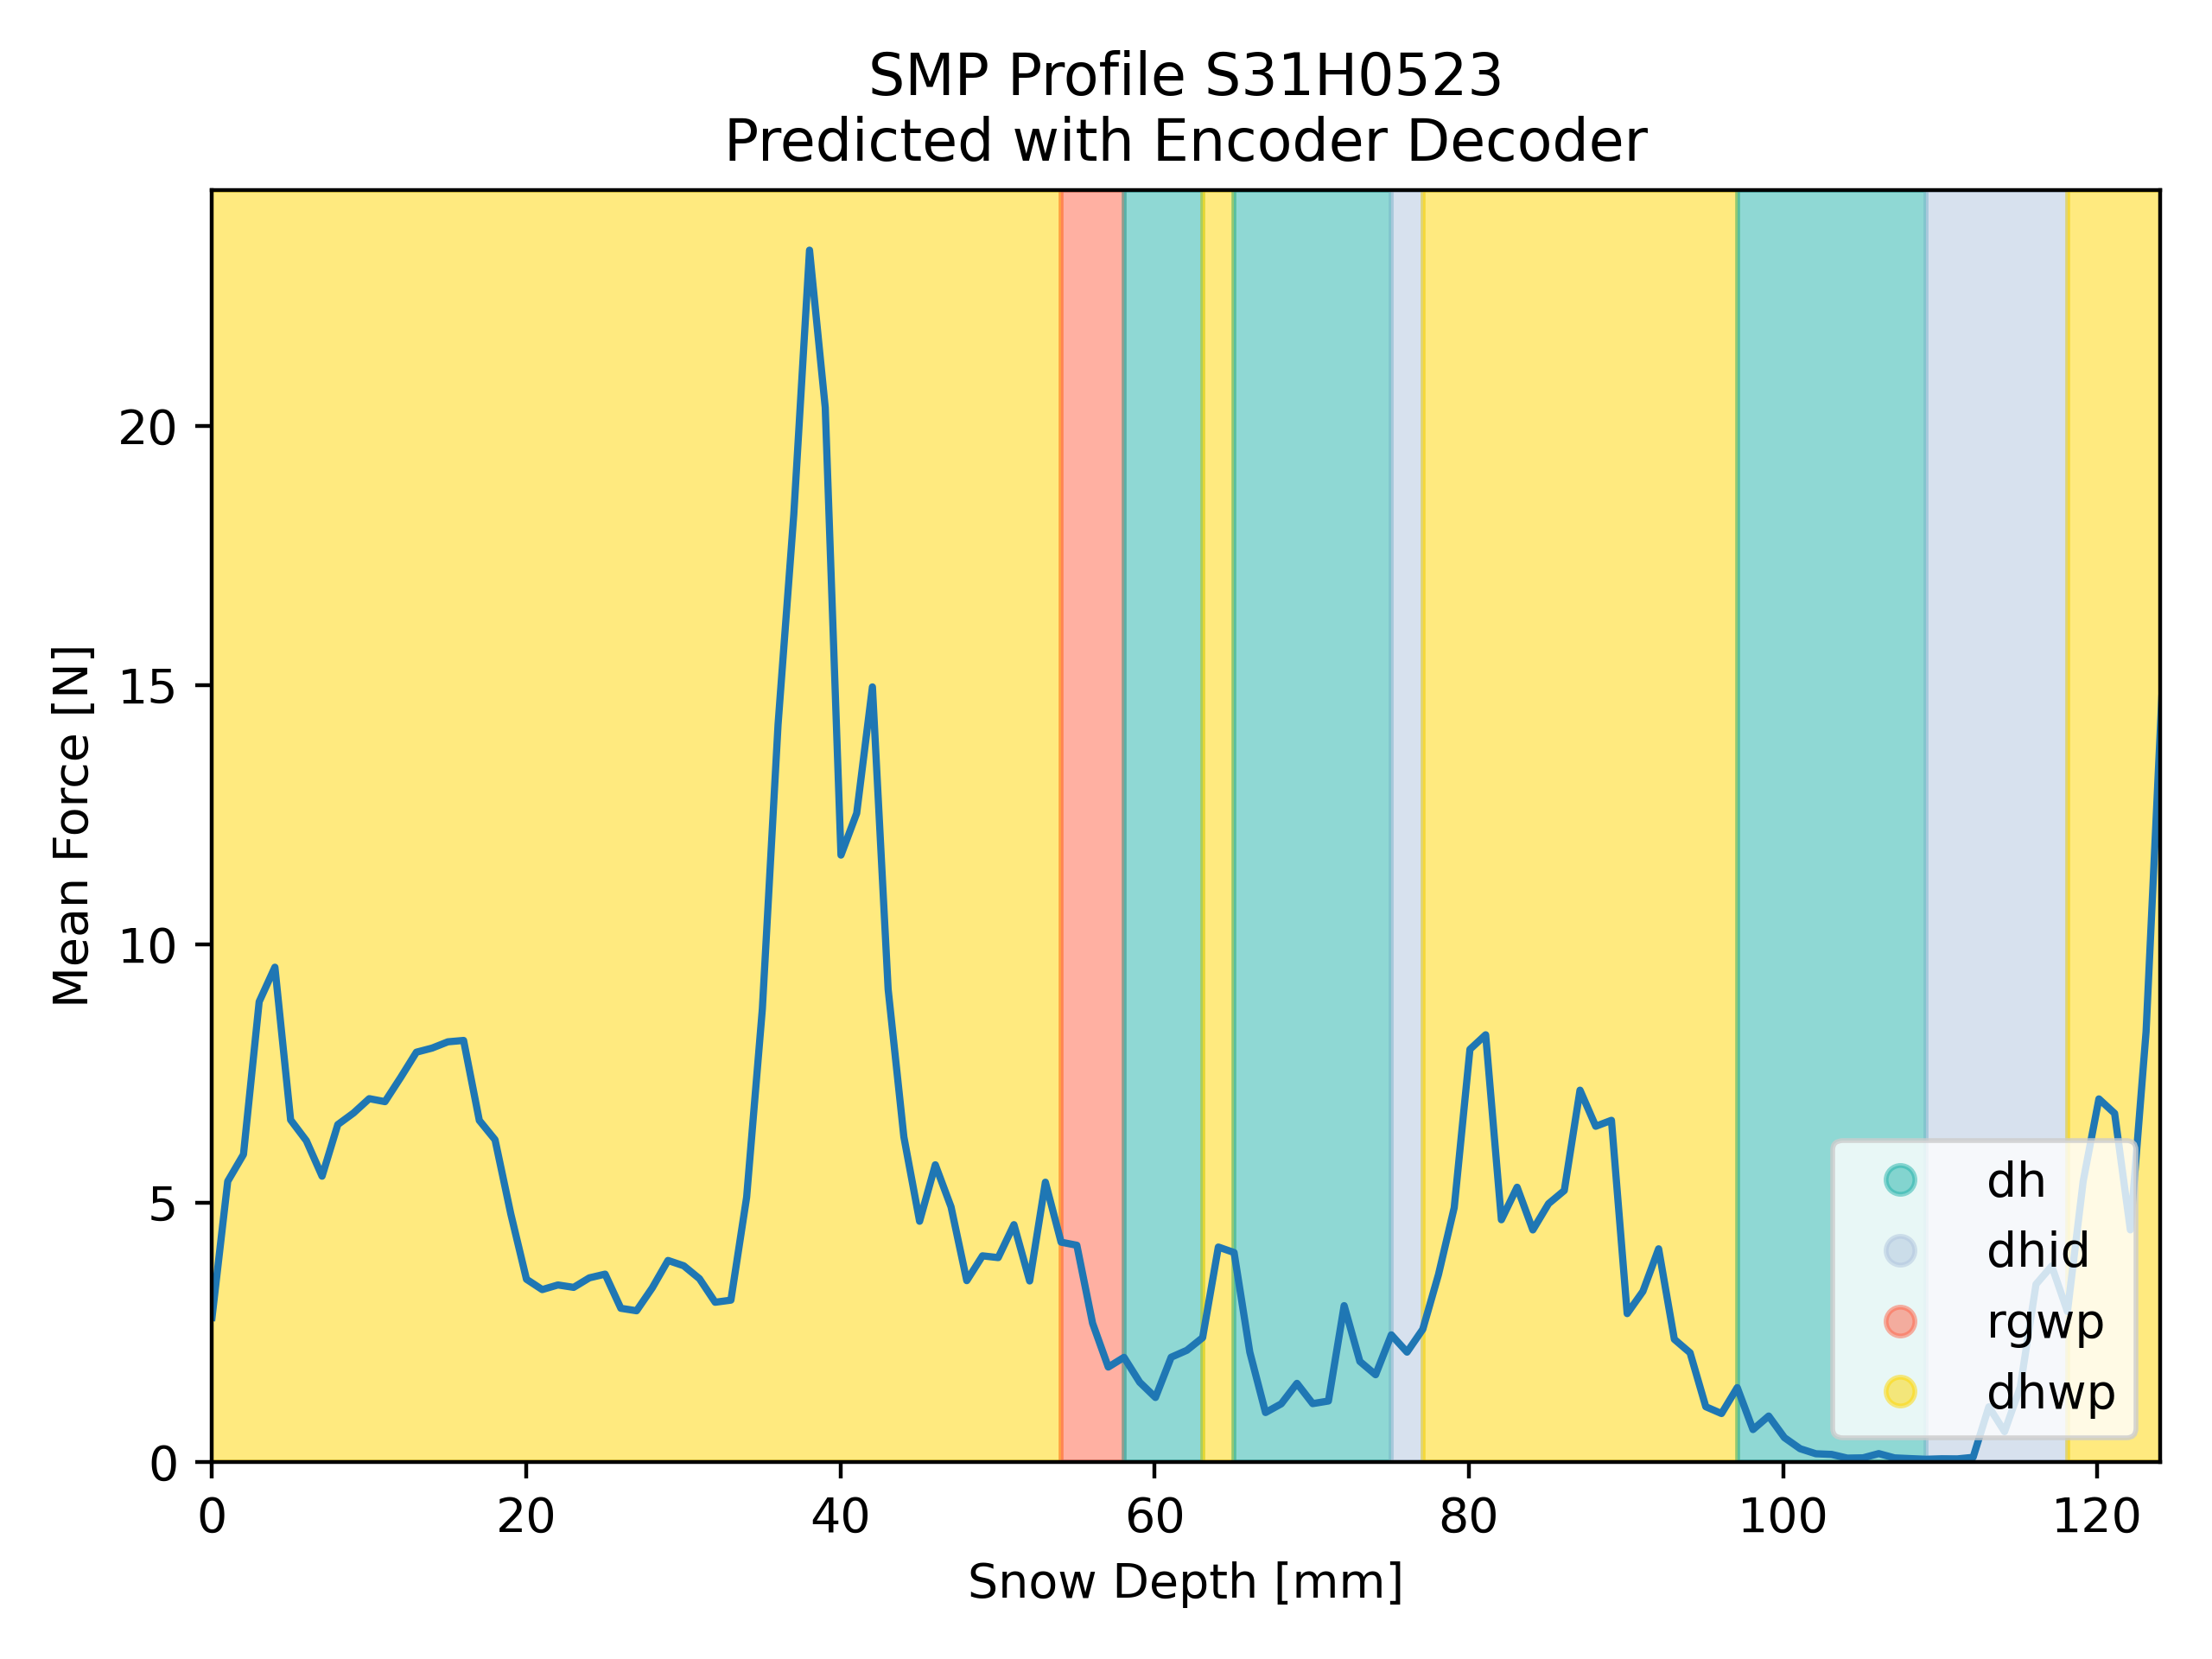 SMP Profile S31H0523
Predicted with Encoder Decoder
Mean Force [N]
20
15
10
5
0
dh
dhid
rgwp
dhwp
0 20 40 60 80 100 120
Snow Depth [mm]